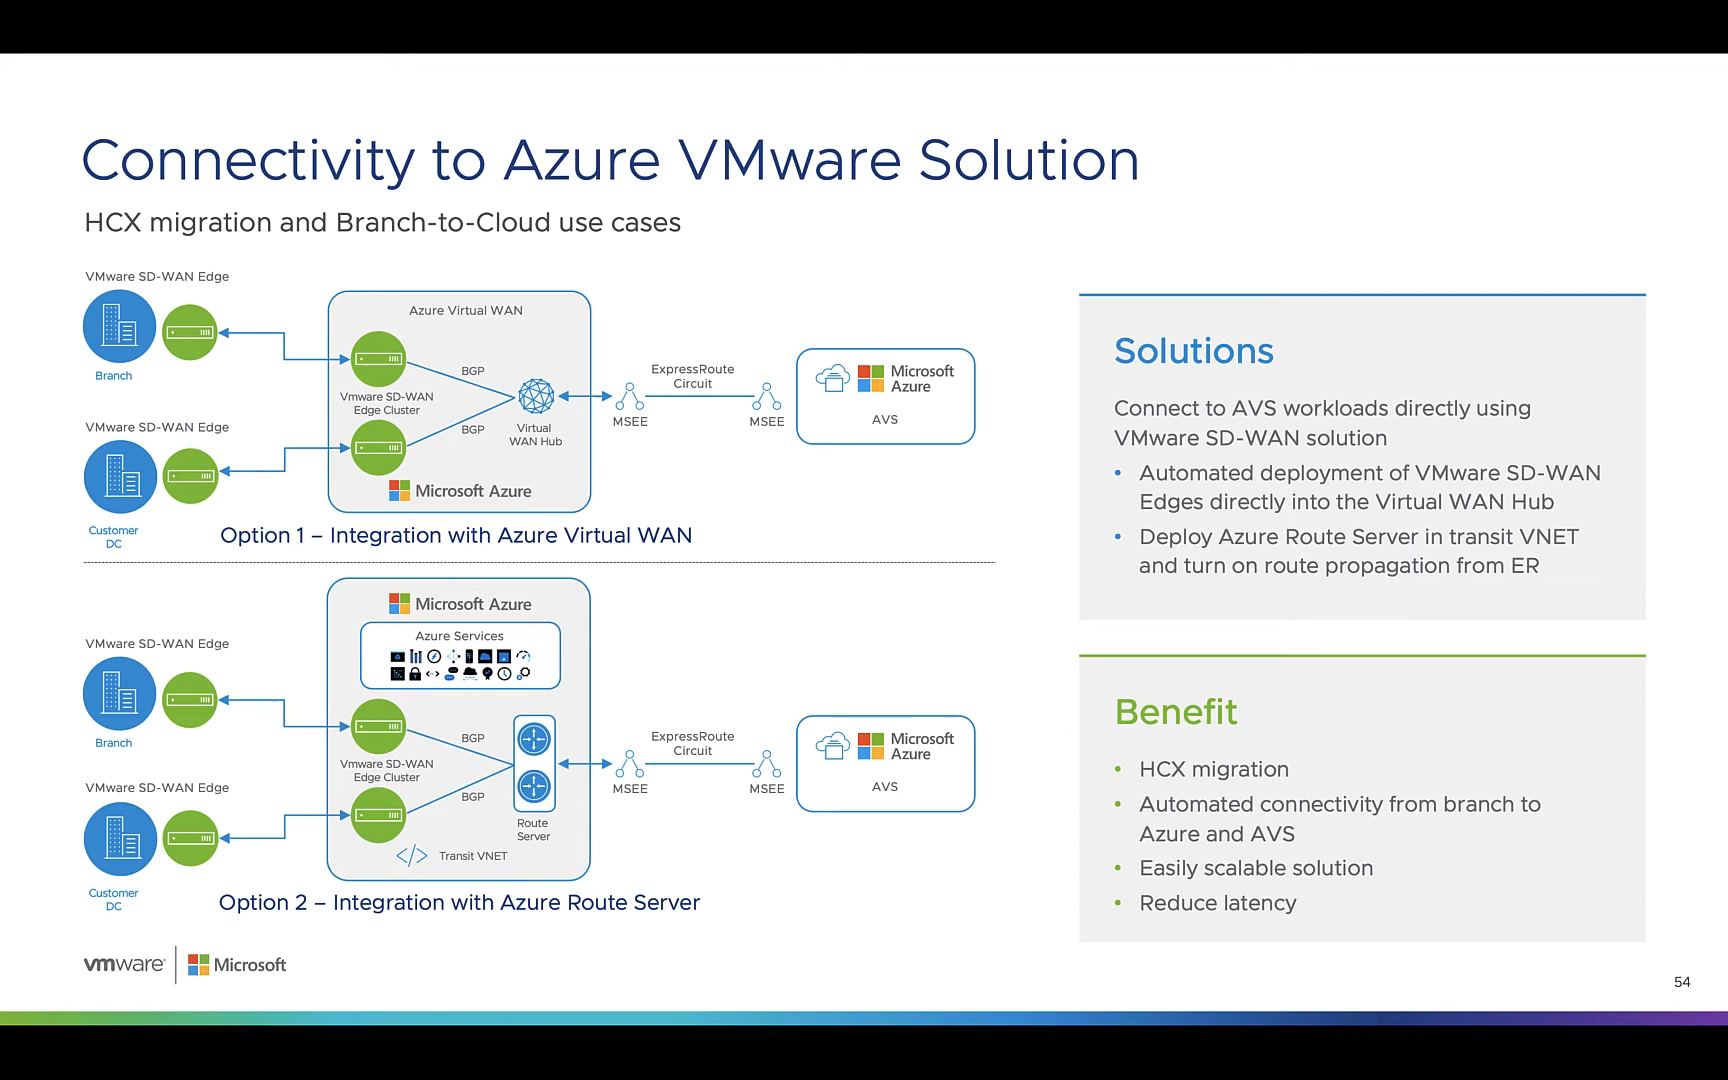 Connectivity to Azure VMware Solution
HCX migration and Branch-to-Cloud use cases
VMware SD-WAN Edge
Branch
VMware SD-WAN Edge
Customer
DC
Azure Virtual WAN
Vmware SD-WAN
Edge Cluster
BGP
BGP
Virtual
WAN Hub
Microsoft Azure
MSEE
ExpressRoute
Circuit
MSEE
Microsoft
Azure
AVS
Option 1 – Integration with Azure Virtual WAN
VMware SD-WAN Edge
Branch
VMware SD-WAN Edge
Customer
DC
Microsoft Azure
Azure Services
Vmware SD-WAN
Edge Cluster
BGP
BGP
Route
Server
</> Transit VNET
MSEE
ExpressRoute
Circuit
MSEE
Microsoft
Azure
AVS
Option 2 – Integration with Azure Route Server
Solutions
Connect to AVS workloads directly using
VMware SD-WAN solution
• Automated deployment of VMware SD-WAN
Edges directly into the Virtual WAN Hub
• Deploy Azure Route Server in transit VNET
and turn on route propagation from ER
Benefit
• HCX migration
• Automated connectivity from branch to
Azure and AVS
• Easily scalable solution
• Reduce latency
vmware®
Microsoft
54